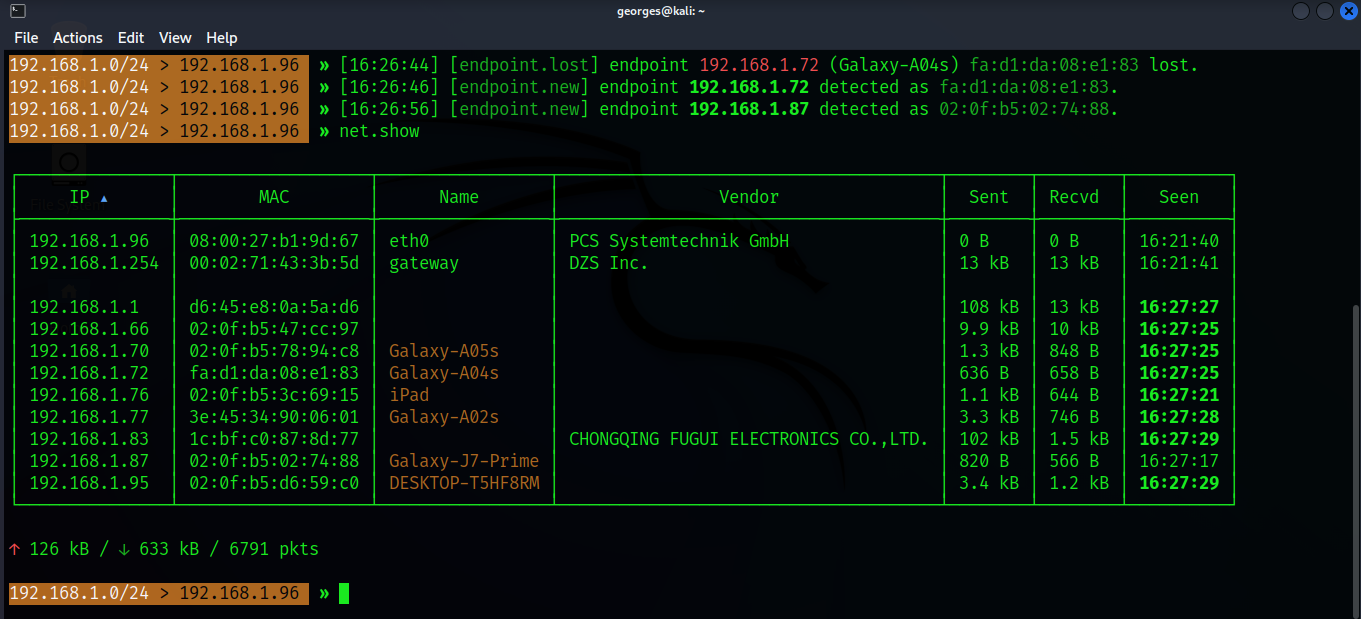 georges@kali: ~
File Actions Edit View Help
192.168.1.0/24 > 192.168.1.96 » [16:26:44] [endpoint.lost] endpoint 192.168.1.72 (Galaxy-A04s) fa:d1:da:08:e1:83 lost.
192.168.1.0/24 > 192.168.1.96 » [16:26:46] [endpoint.new] endpoint 192.168.1.72 detected as fa:d1:da:08:e1:83.
192.168.1.0/24 > 192.168.1.96 » [16:26:56] [endpoint.new] endpoint 192.168.1.87 detected as 02:0f:b5:02:74:88.
192.168.1.0/24 > 192.168.1.96 » net.show
IP ▴ MAC Name Vendor Sent Recvd Seen
192.168.1.96 08:00:27:b1:9d:67 eth0 PCS Systemtechnik GmbH 0 B 0 B 16:21:40
192.168.1.254 00:02:71:43:3b:5d gateway DZS Inc. 13 kB 13 kB 16:21:41
192.168.1.1 d6:45:e8:0a:5a:d6 108 kB 13 kB 16:27:27
192.168.1.66 02:0f:b5:47:cc:97 9.9 kB 10 kB 16:27:25
192.168.1.70 02:0f:b5:78:94:c8 Galaxy-A05s 1.3 kB 848 B 16:27:25
192.168.1.72 fa:d1:da:08:e1:83 Galaxy-A04s 636 B 658 B 16:27:25
192.168.1.76 02:0f:b5:3c:69:15 iPad 1.1 kB 644 B 16:27:21
192.168.1.77 3e:45:34:90:06:01 Galaxy-A02s 3.3 kB 746 B 16:27:28
192.168.1.83 1c:bf:c0:87:8d:77 CHONGQING FUGUI ELECTRONICS CO.,LTD. 102 kB 1.5 kB 16:27:29
192.168.1.87 02:0f:b5:02:74:88 Galaxy-J7-Prime 820 B 566 B 16:27:17
192.168.1.95 02:0f:b5:d6:59:c0 DESKTOP-T5HF8RM 3.4 kB 1.2 kB 16:27:29
↑ 126 kB / ↓ 633 kB / 6791 pkts
192.168.1.0/24 > 192.168.1.96 »